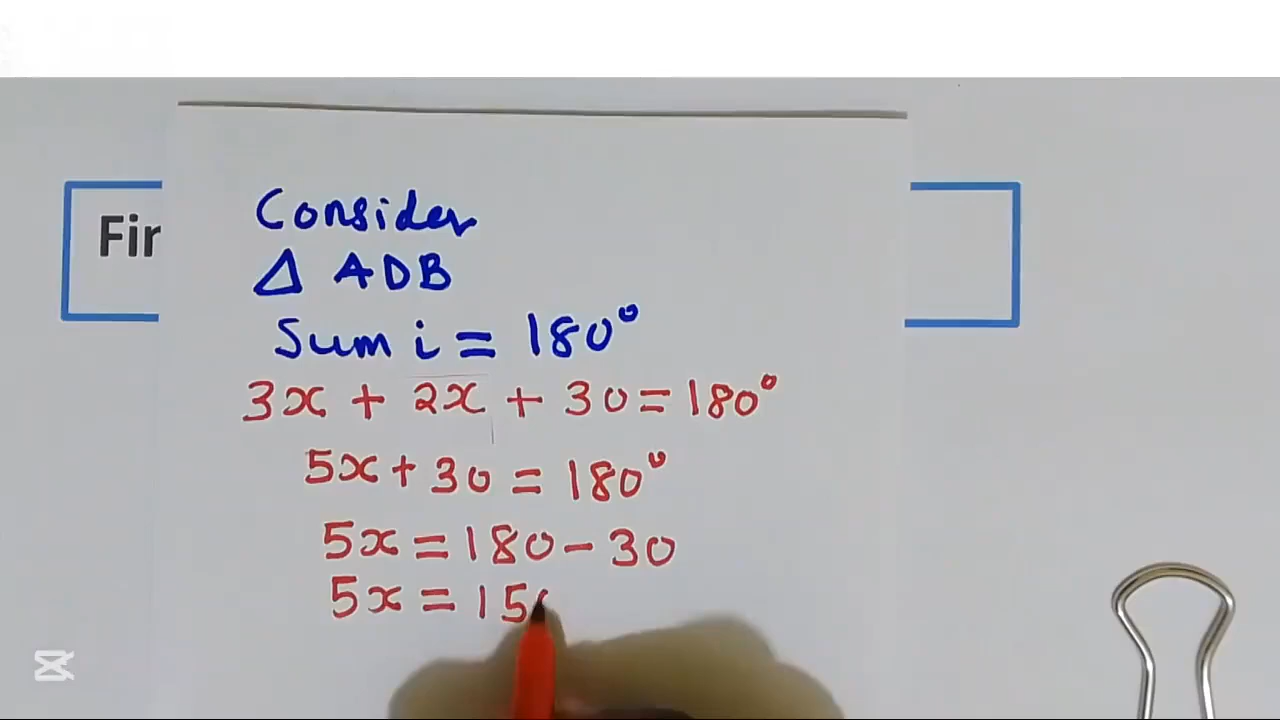 Fir
Consider
Δ ADB
Sum i = 180°
3x + 2x + 30 = 180°
5x + 30 = 180°
5x = 180 - 30
5x = 15